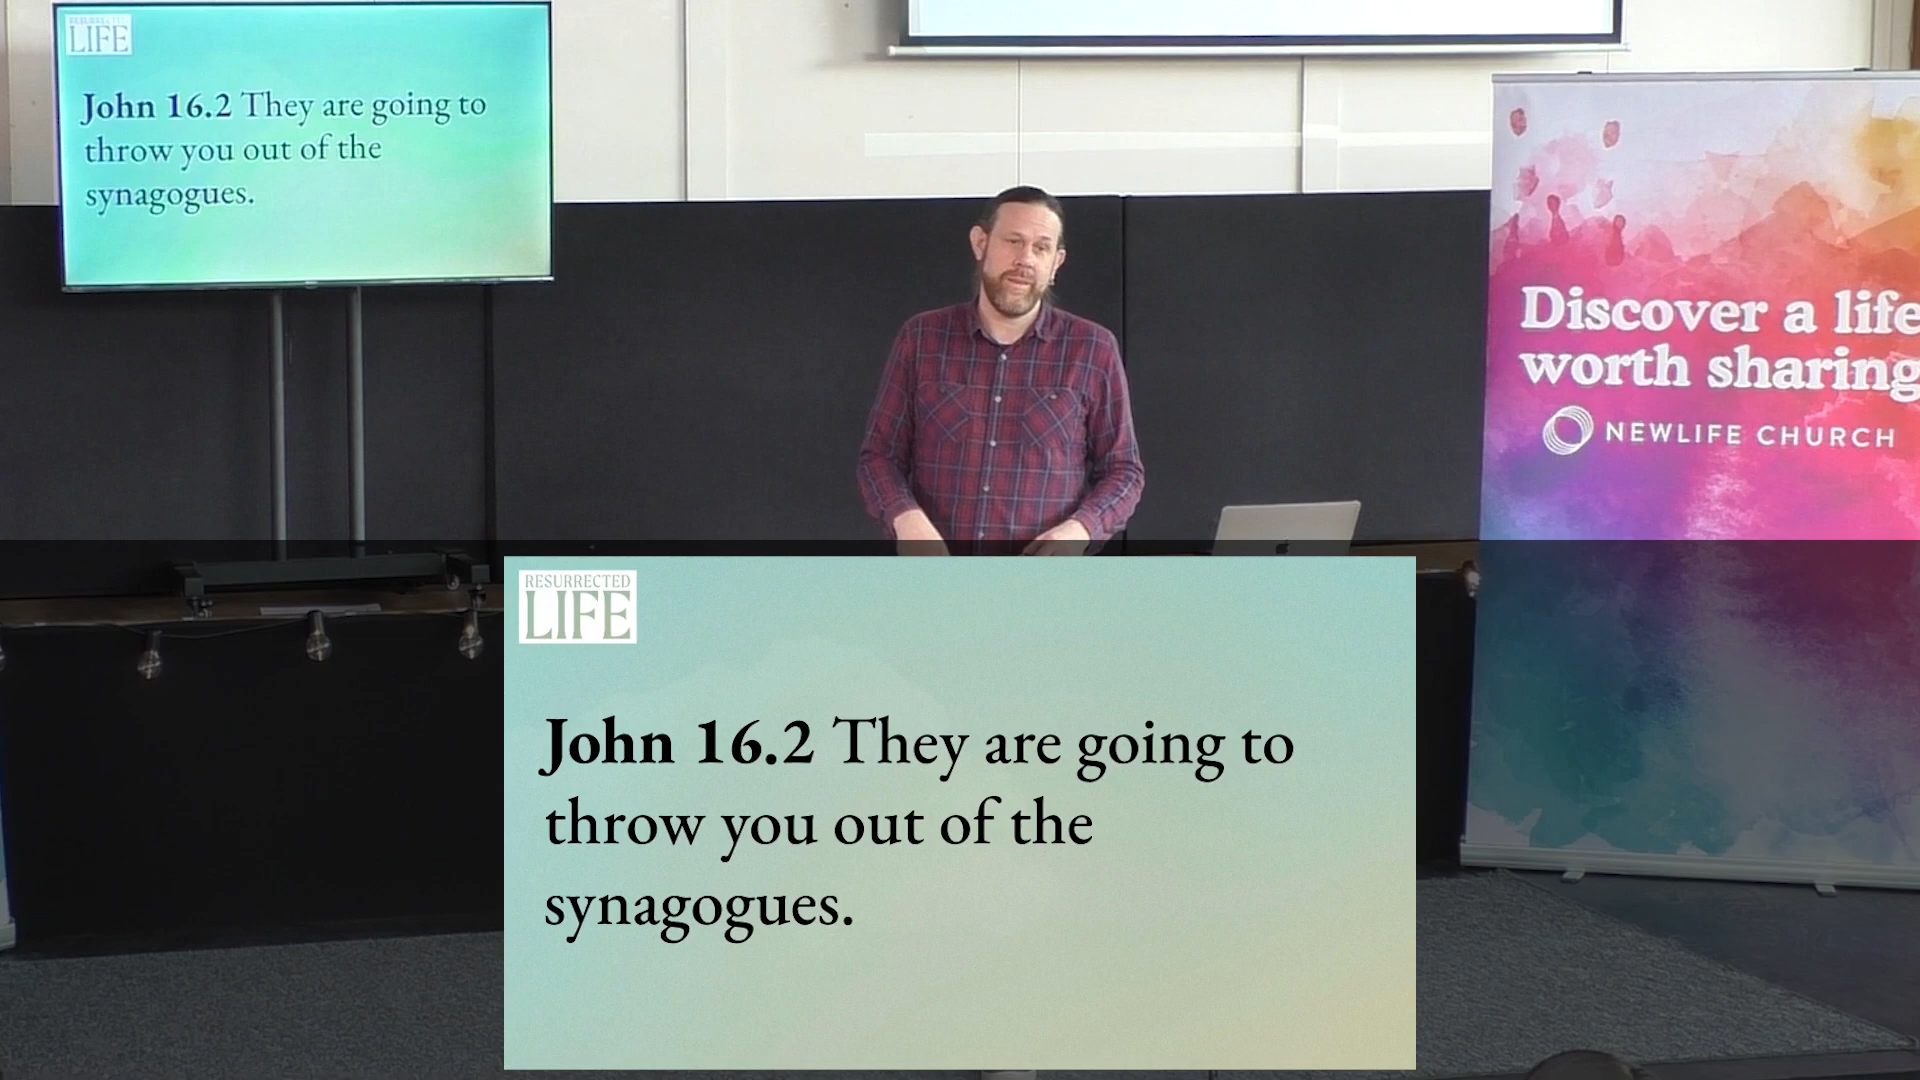 RESURRECTED
LIFE
John 16.2 They are going to
throw you out of the
synagogues.
Discover a life
worth sharing
NEWLIFE CHURCH
RESURRECTED
LIFE
John 16.2 They are going to
throw you out of the
synagogues.